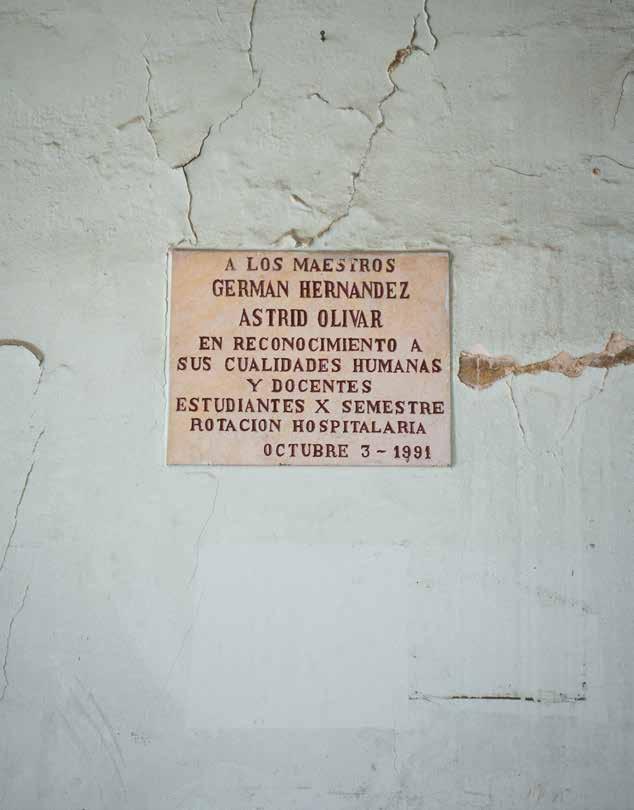 A LOS MAESTROS
GERMAN HERNANDEZ
ASTRID OLIVAR
EN RECONOCIMIENTO A
SUS CUALIDADES HUMANAS
Y DOCENTES
ESTUDIANTES X SEMESTRE
ROTACION HOSPITALARIA
OCTUBRE 3 - 1991